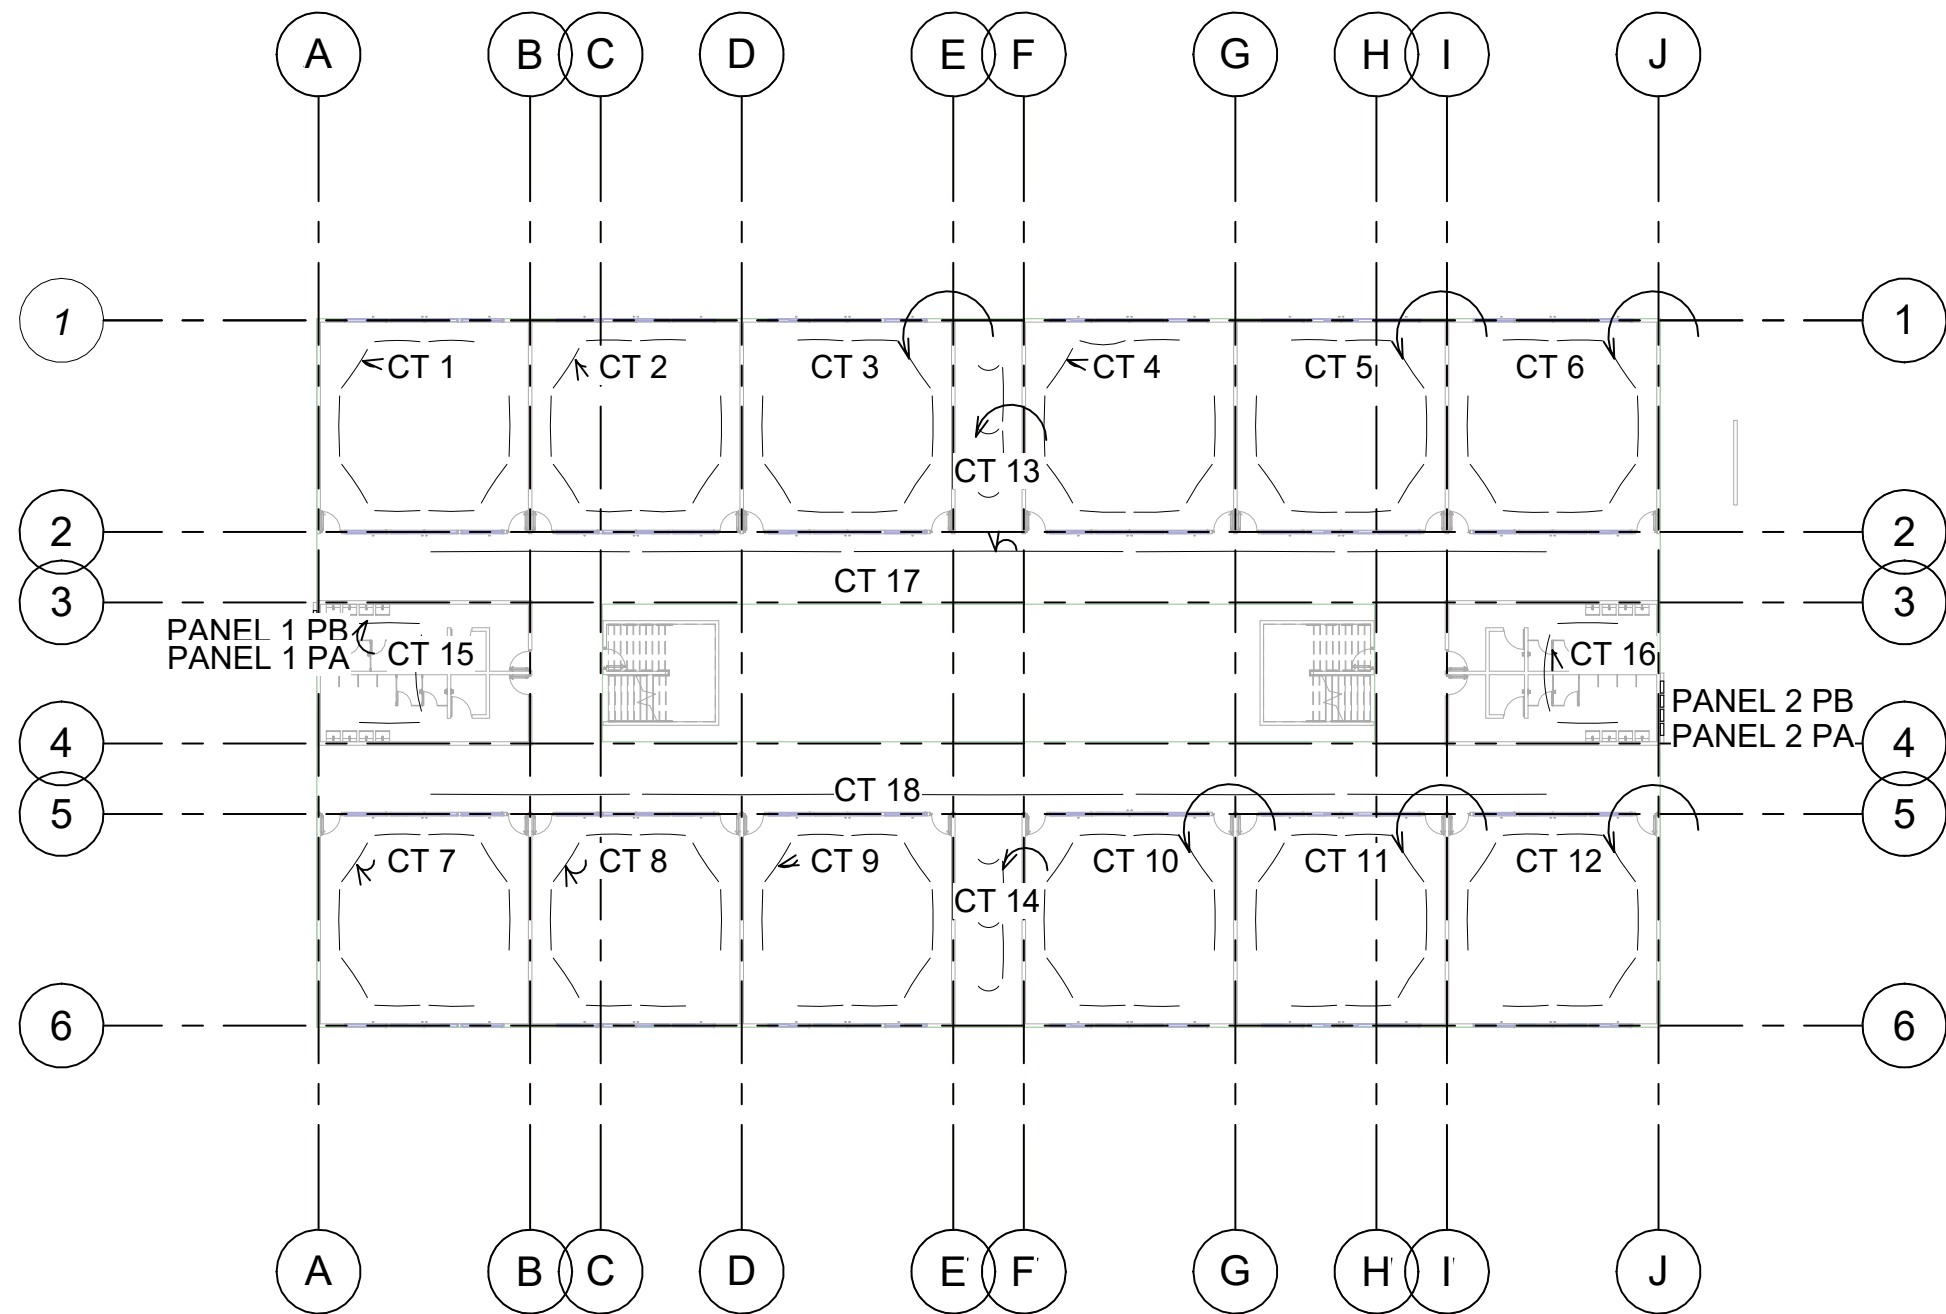 A B C D E F G H I J
1 1
CT 1 CT 2 CT 3 CT 4 CT 5 CT 6
CT 13
2 2
CT 17
3 3
PANEL 1 PB
PANEL 1 PA CT 15 CT 16
PANEL 2 PB
PANEL 2 PA
4 4
CT 18
5 5
CT 7 CT 8 CT 9 CT 10 CT 11 CT 12
CT 14
6 6
A B C D E' F' G H' I' J